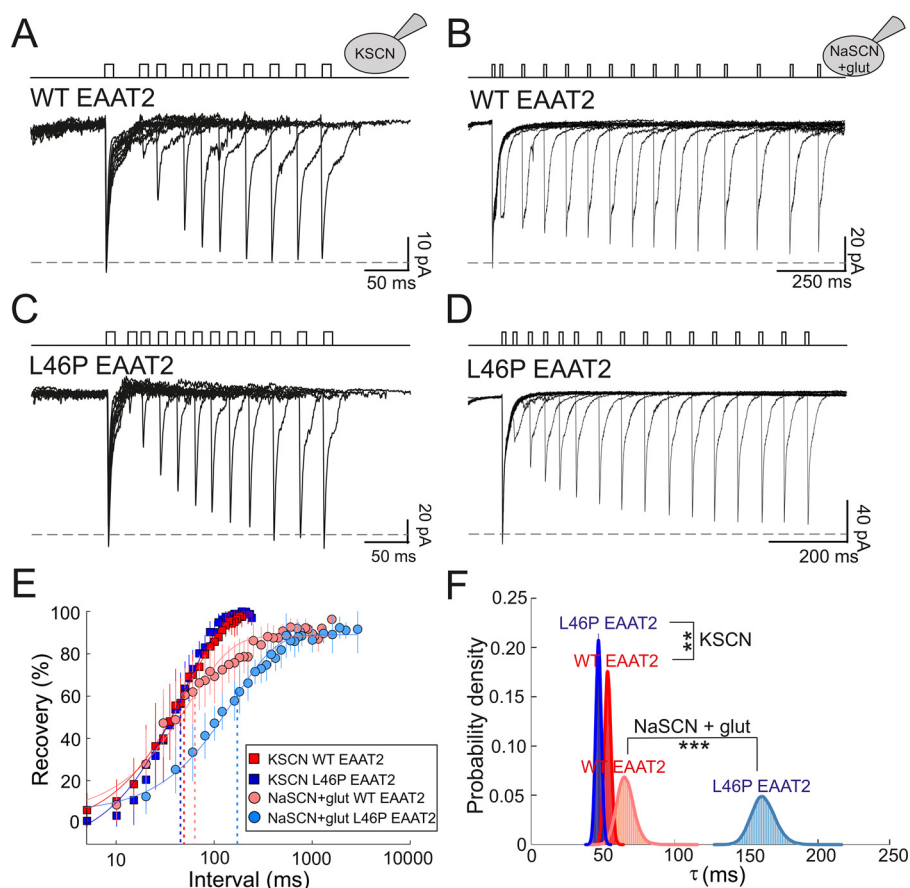 A
KSCN
WT EAAT2
10 pA
50 ms
B
NaSCN
+glut
WT EAAT2
20 pA
250 ms
C
L46P EAAT2
20 pA
50 ms
D
L46P EAAT2
40 pA
200 ms
E
Recovery (%)
100
80
60
40
20
0
10
100
1000
10000
Interval (ms)
KSCN WT EAAT2
KSCN L46P EAAT2
NaSCN+glut WT EAAT2
NaSCN+glut L46P EAAT2
F
Probability density
0.25
0.20
0.15
0.10
0.05
0
0
50
100
150
200
250
τ (ms)
L46P EAAT2
** KSCN
WT EAAT2
NaSCN + glut
***
WT EAAT2
L46P EAAT2